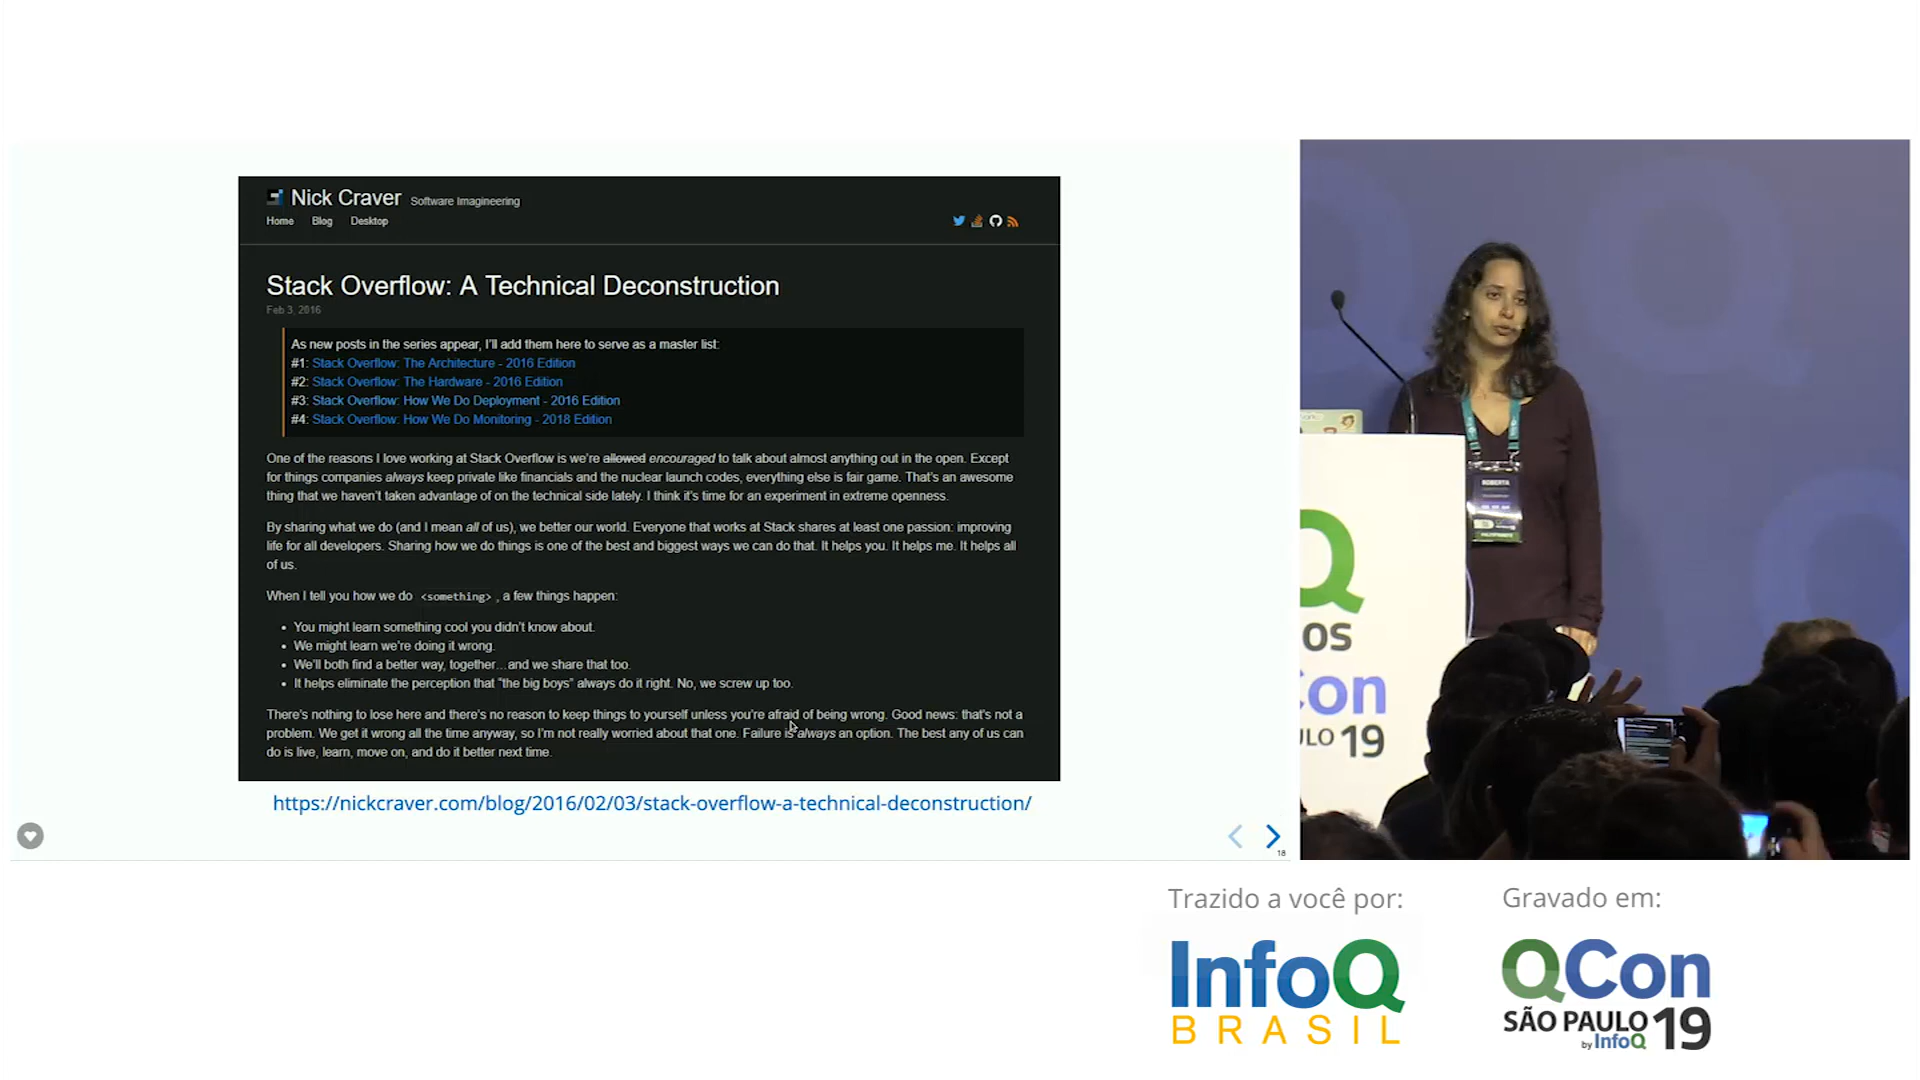 Nick Craver Software Imagineering
Home Blog Desktop
Stack Overflow: A Technical Deconstruction
Feb 3, 2016
As new posts in the series appear, I'll add them here to serve as a master list:
#1: Stack Overflow: The Architecture - 2016 Edition
#2: Stack Overflow: The Hardware - 2016 Edition
#3: Stack Overflow: How We Do Deployment - 2016 Edition
#4: Stack Overflow: How We Do Monitoring - 2018 Edition
One of the reasons I love working at Stack Overflow is we're allowed encouraged to talk about almost anything out in the open. Except
for things companies always keep private like financials and the nuclear launch codes, everything else is fair game. That's an awesome
thing that we haven't taken advantage of on the technical side lately. I think it's time for an experiment in extreme openness.
By sharing what we do (and I mean all of us), we better our world. Everyone that works at Stack shares at least one passion: improving
life for all developers. Sharing how we do things is one of the best and biggest ways we can do that. It helps you. It helps me. It helps all
of us.
When I tell you how we do <something> , a few things happen:
• You might learn something cool you didn't know about.
• We might learn we're doing it wrong.
• We'll both find a better way, together...and we share that too.
• It helps eliminate the perception that "the big boys" always do it right. No, we screw up too.
There's nothing to lose here and there's no reason to keep things to yourself unless you're afraid of being wrong. Good news: that's not a
problem. We get it wrong all the time anyway, so I'm not really worried about that one. Failure is always an option. The best any of us can
do is live, learn, move on, and do it better next time.
https://nickcraver.com/blog/2016/02/03/stack-overflow-a-technical-deconstruction/
18
ROBERTA
Q
OS
Con
ULO 19
Trazido a você por:
InfoQ
BRASIL
Gravado em:
QCon
SÃO PAULO 19
by InfoQ